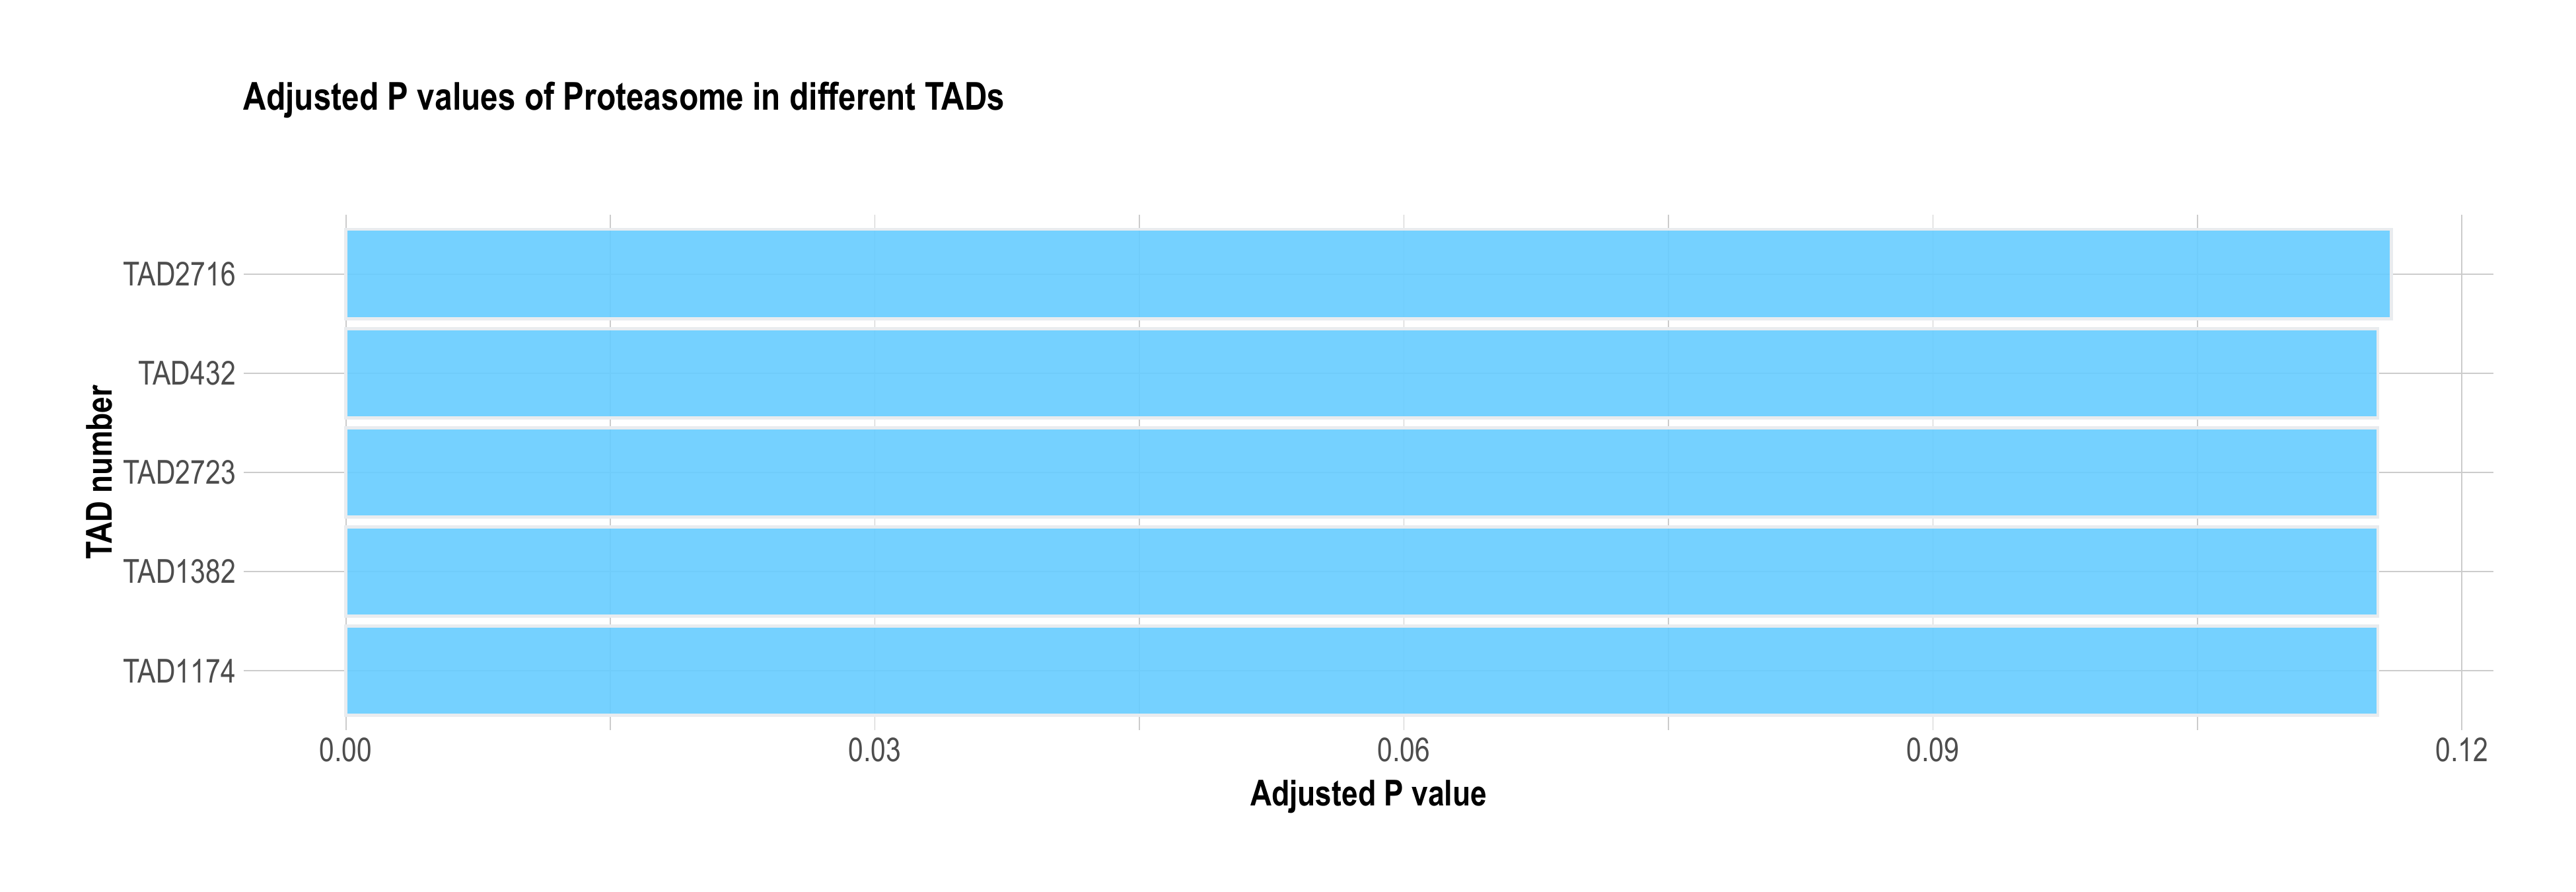 Adjusted P values of Proteasome in different TADs
TAD number
TAD2716
TAD432
TAD2723
TAD1382
TAD1174
0.00 0.03 0.06 0.09 0.12
Adjusted P value